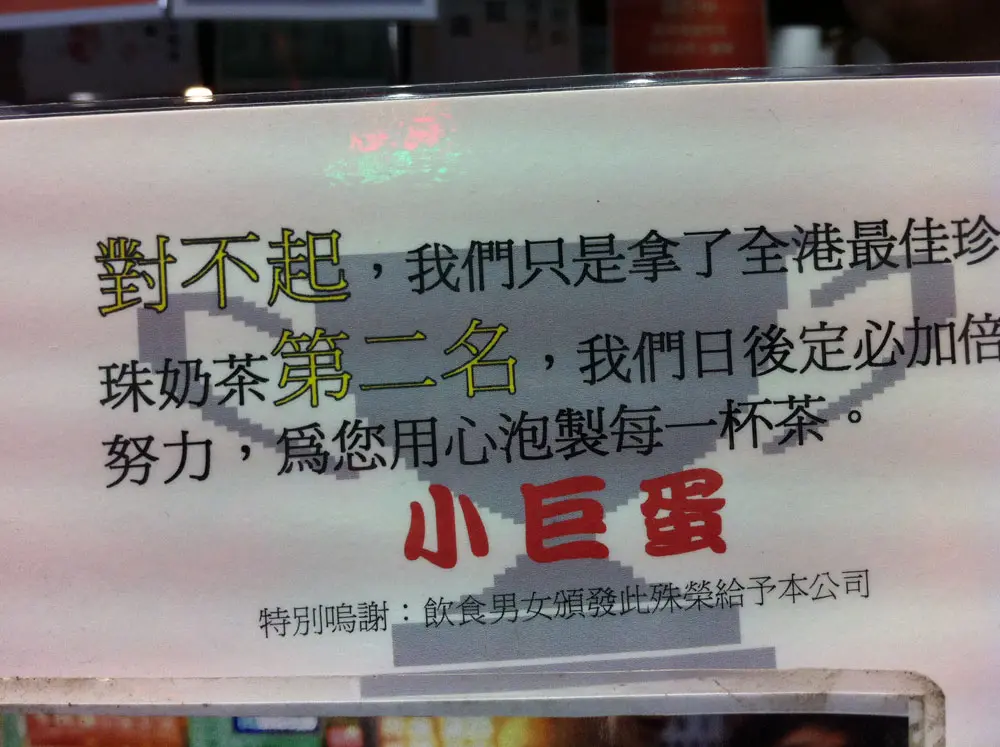 對不起，我們只是拿了全港最佳珍
珠奶茶第二名，我們日後定必加倍
努力，為您用心泡製每一杯茶。
小巨蛋
特別嗚謝：飲食男女頒發此殊榮給予本公司